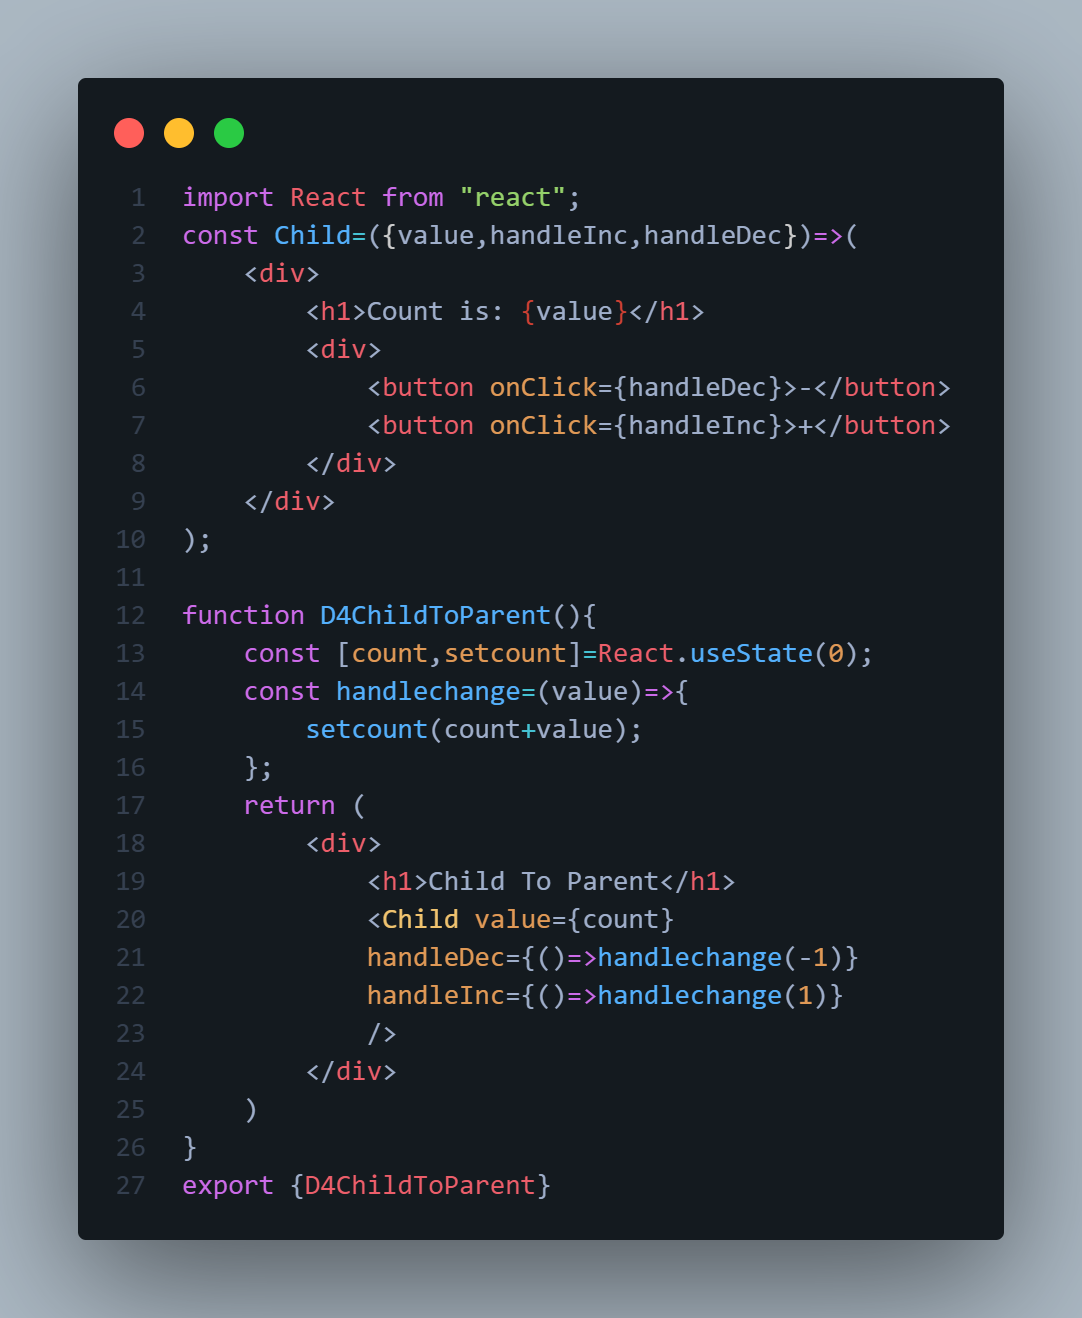 1 import React from "react";
2 const Child=({value,handleInc,handleDec})=>(
3     <div>
4         <h1>Count is: {value}</h1>
5         <div>
6             <button onClick={handleDec}>-</button>
7             <button onClick={handleInc}>+</button>
8         </div>
9     </div>
10 );
11
12 function D4ChildToParent(){
13     const [count,setcount]=React.useState(0);
14     const handlechange=(value)=>{
15         setcount(count+value);
16     };
17     return (
18         <div>
19             <h1>Child To Parent</h1>
20             <Child value={count}
21             handleDec={()=>handlechange(-1)}
22             handleInc={()=>handlechange(1)}
23             />
24         </div>
25     )
26 }
27 export {D4ChildToParent}